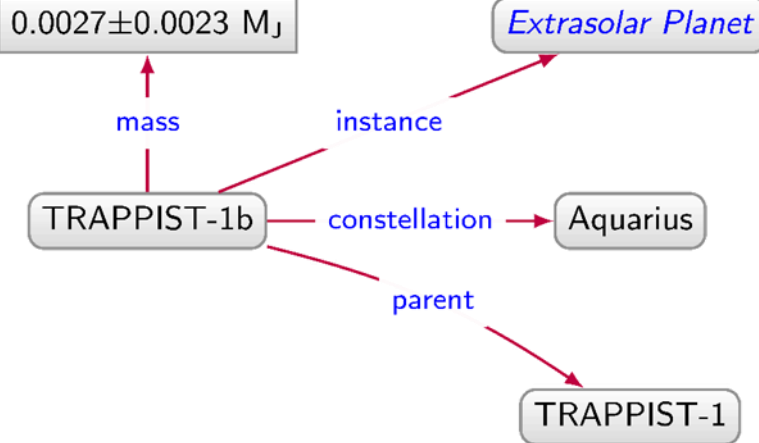 0.0027±0.0023 MJ
Extrasolar Planet
mass
instance
TRAPPIST-1b
constellation
Aquarius
parent
TRAPPIST-1